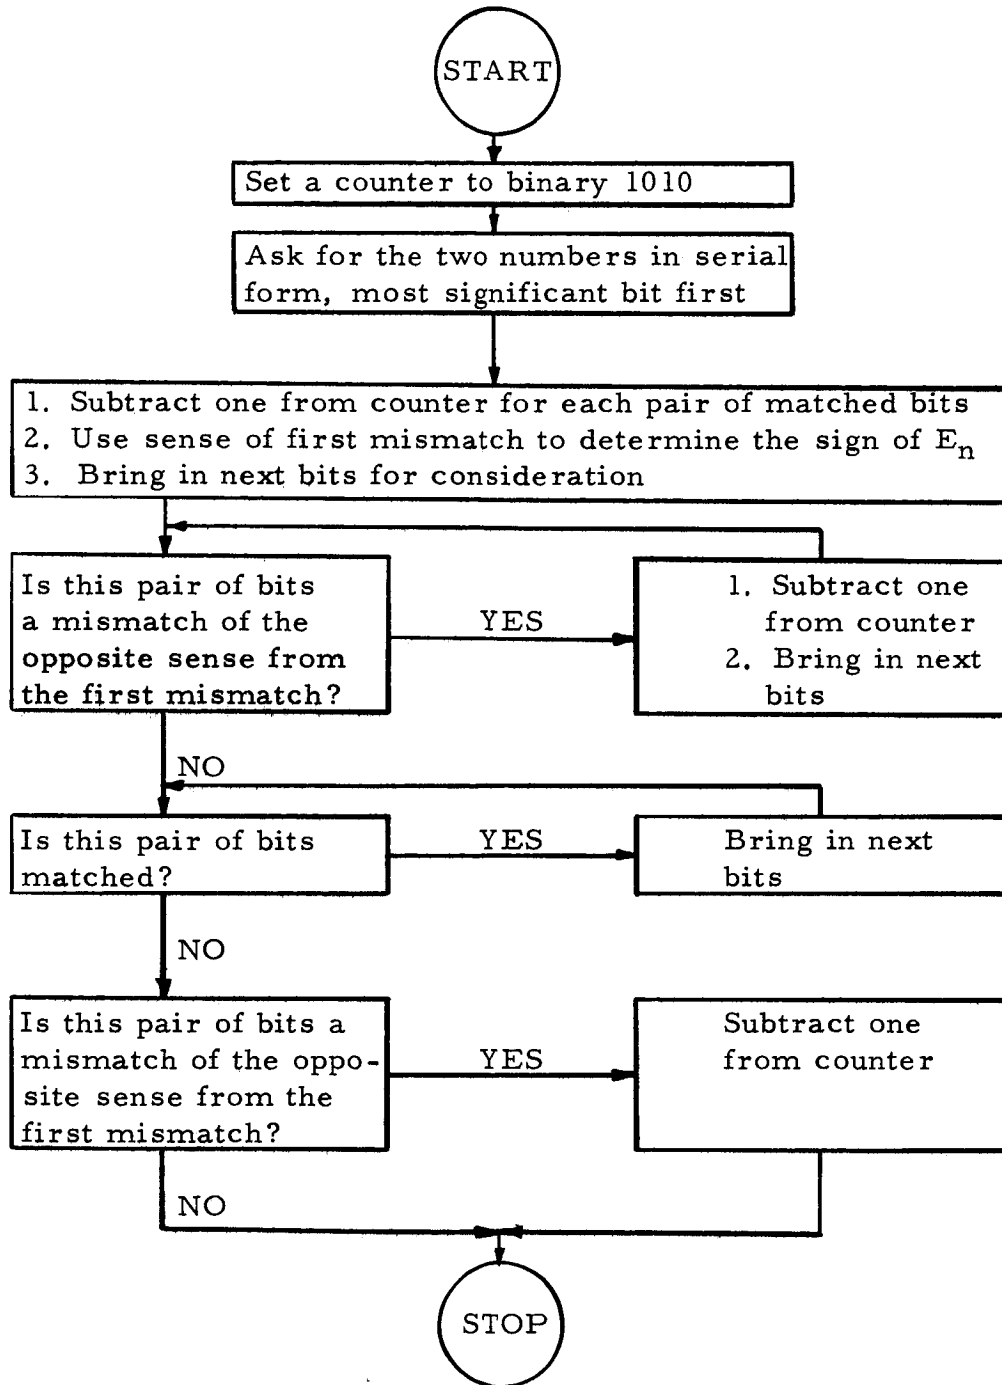 START
Set a counter to binary 1010
Ask for the two numbers in serial
form, most significant bit first
1. Subtract one from counter for each pair of matched bits
2. Use sense of first mismatch to determine the sign of Eₙ
3. Bring in next bits for consideration
Is this pair of bits
a mismatch of the
opposite sense from
the first mismatch?
YES
1. Subtract one
from counter
2. Bring in next
bits
NO
Is this pair of bits
matched?
YES
Bring in next
bits
NO
Is this pair of bits a
mismatch of the oppo-
site sense from the
first mismatch?
YES
Subtract one
from counter
NO
STOP